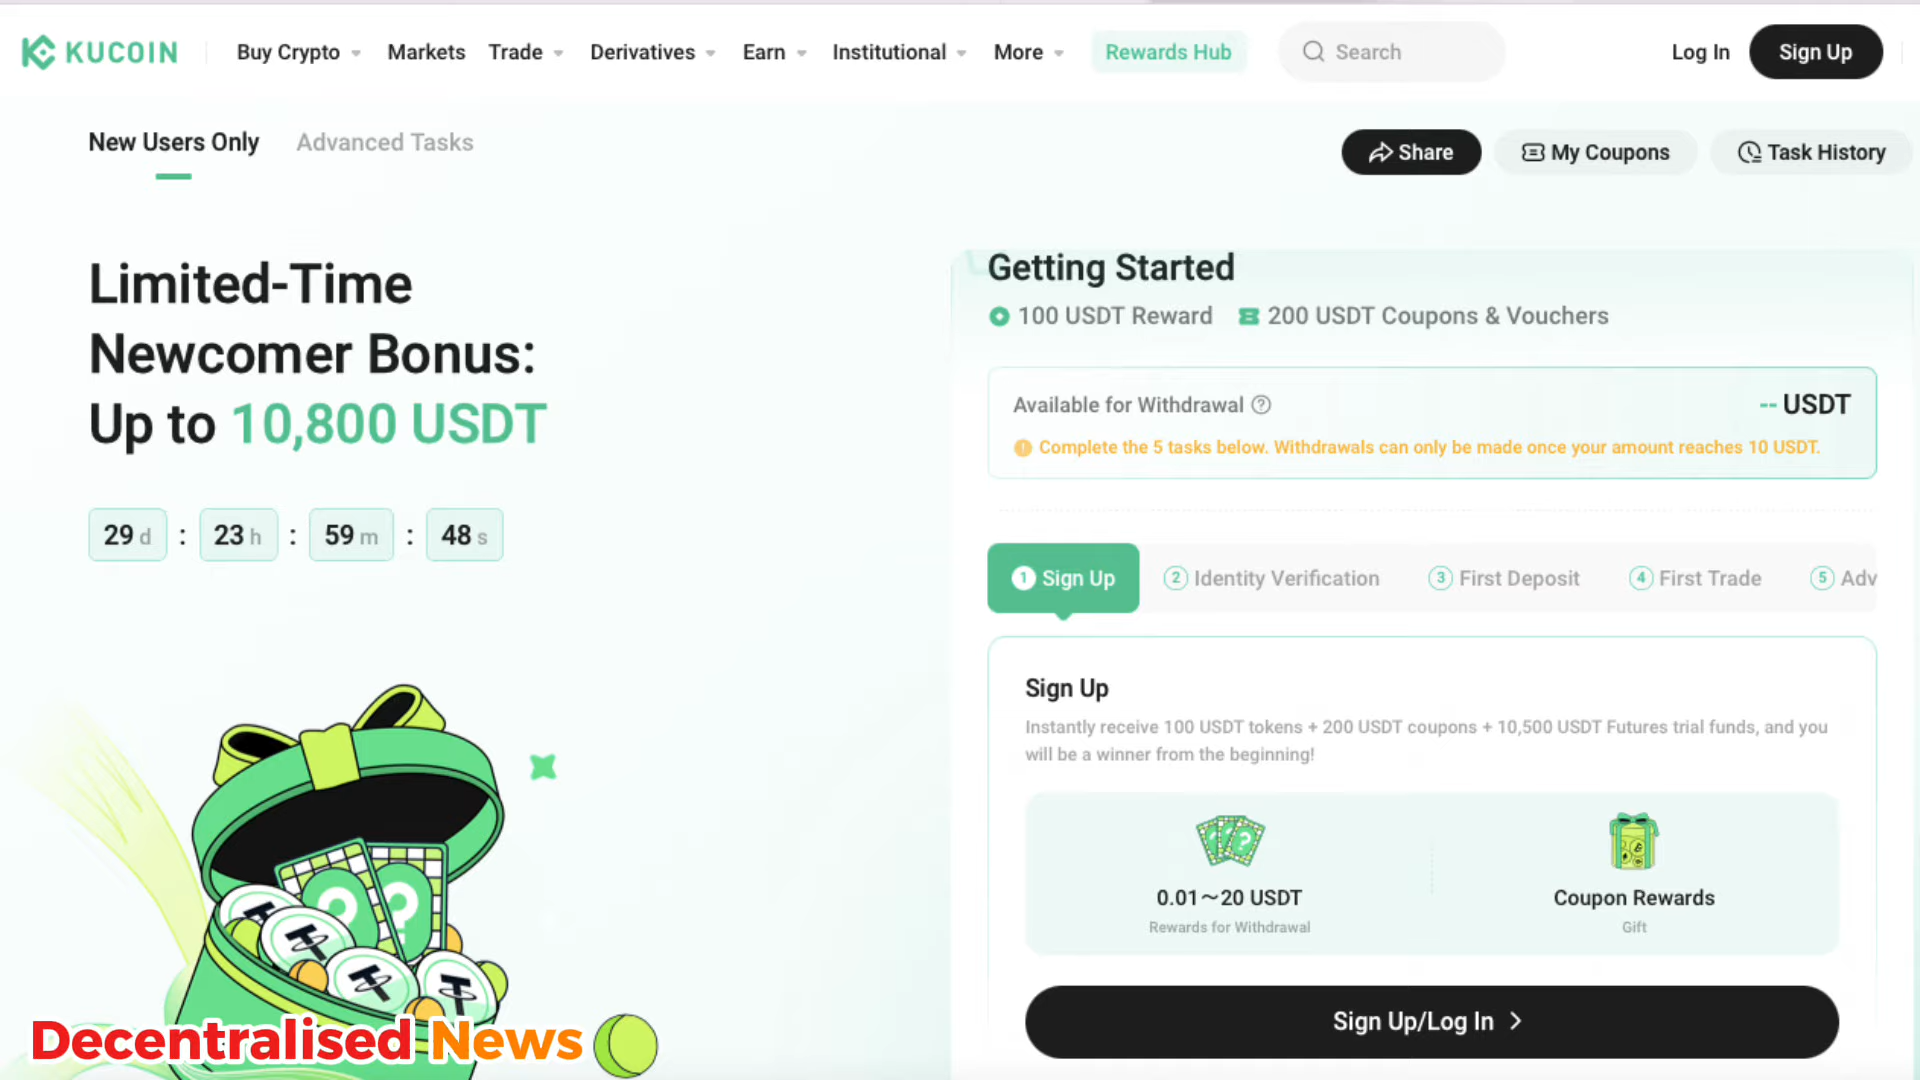 KUCOIN
Buy Crypto
Markets
Trade
Derivatives
Earn
Institutional
More
Rewards Hub
Search
Log In
Sign Up
New Users Only
Advanced Tasks
Share
My Coupons
Task History
Limited-Time
Newcomer Bonus:
Up to 10,800 USDT
29 d : 23 h : 59 m : 48 s
Getting Started
100 USDT Reward
200 USDT Coupons & Vouchers
Available for Withdrawal ?
-- USDT
! Complete the 5 tasks below. Withdrawals can only be made once your amount reaches 10 USDT.
1 Sign Up
2 Identity Verification
3 First Deposit
4 First Trade
5 Adv
Sign Up
Instantly receive 100 USDT tokens + 200 USDT coupons + 10,500 USDT Futures trial funds, and you
will be a winner from the beginning!
0.01～20 USDT
Rewards for Withdrawal
Coupon Rewards
Gift
Sign Up/Log In
Decentralised News